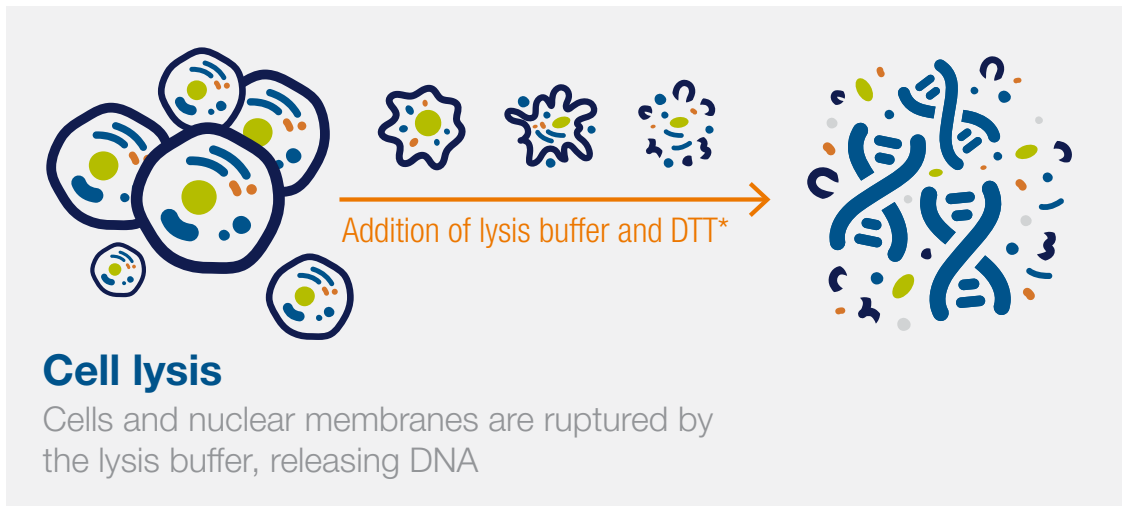 Addition of lysis buffer and DTT*
Cell lysis
Cells and nuclear membranes are ruptured by
the lysis buffer, releasing DNA